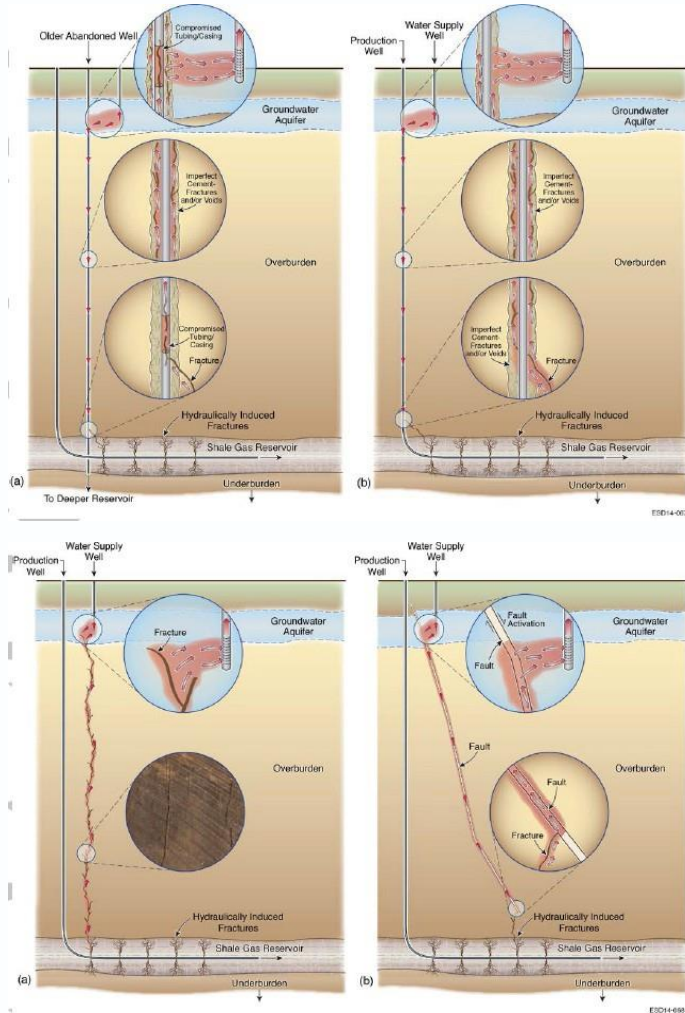 Older Abandoned Well
Compromised
Tubing/Casing
Groundwater
Aquifer
Imperfect
Cement-
Fractures
and/or Voids
Overburden
Compromised
Tubing/
Casing
Fracture
Hydraulically Induced
Fractures
Shale Gas Reservoir
(a)
Underburden
To Deeper Reservoir
Production
Well
Water Supply
Well
Groundwater
Aquifer
Imperfect
Cement-
Fractures
and/or Voids
Overburden
Imperfect
Cement-
Fractures
and/or Voids
Fracture
Hydraulically Induced
Fractures
Shale Gas Reservoir
(b)
Underburden
Production
Well
Water Supply
Well
Fracture
Groundwater
Aquifer
Overburden
Hydraulically Induced
Fractures
Shale Gas Reservoir
(a)
Underburden
Production
Well
Water Supply
Well
Fault
Activation
Fault
Groundwater
Aquifer
Fault
Overburden
Fault
Fracture
Hydraulically Induced
Fractures
Shale Gas Reservoir
(b)
Underburden